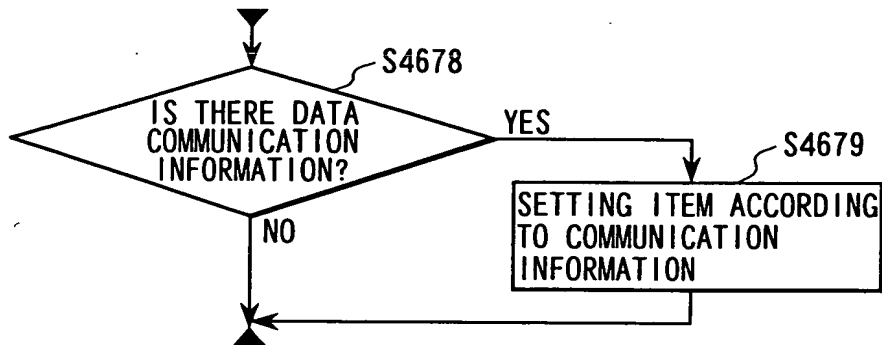 S4678
IS THERE DATA
COMMUNICATION
INFORMATION?
YES
S4679
SETTING ITEM ACCORDING
TO COMMUNICATION
INFORMATION
NO